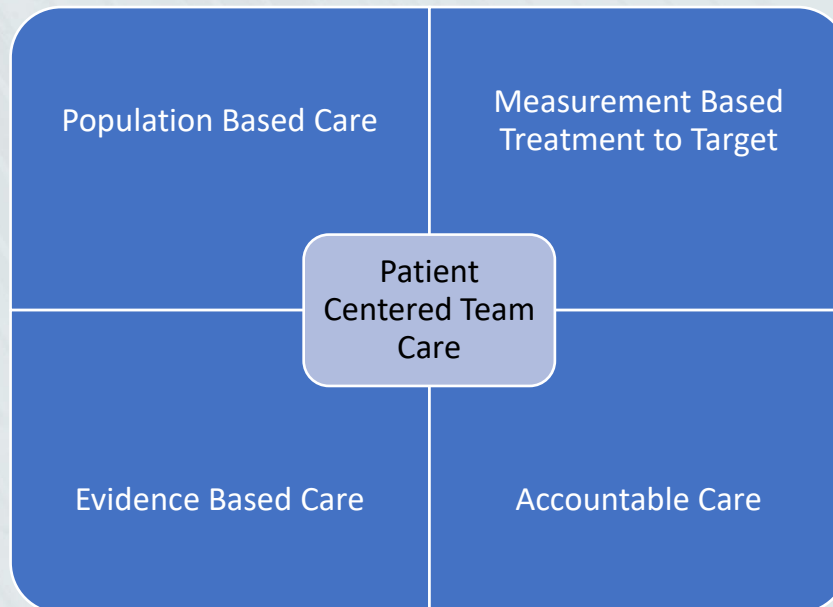 Population Based Care
Measurement Based
Treatment to Target
Patient
Centered Team
Care
Evidence Based Care
Accountable Care